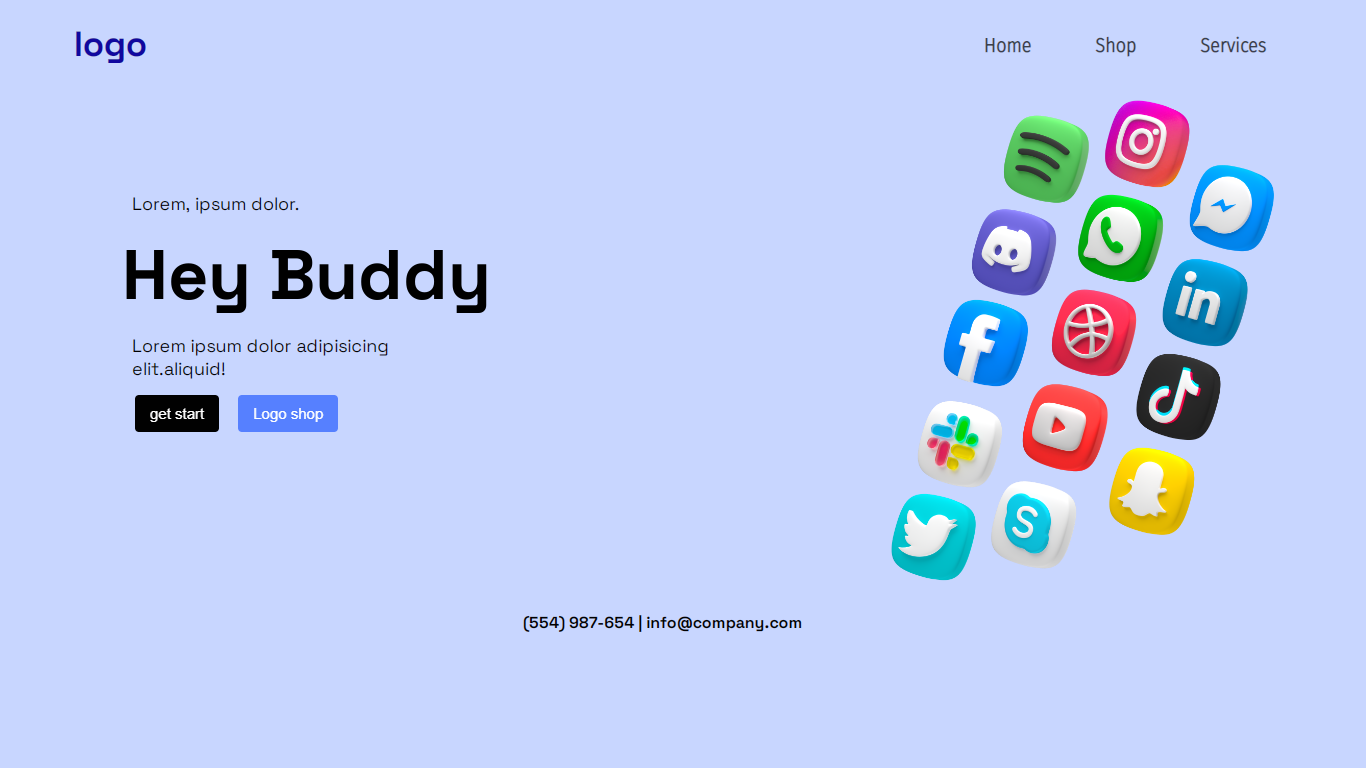 logo
Home
Shop
Services
Lorem, ipsum dolor.
Hey Buddy
Lorem ipsum dolor adipisicing
elit.aliquid!
get start
Logo shop
in
f
S
(554) 987-654 | info@company.com